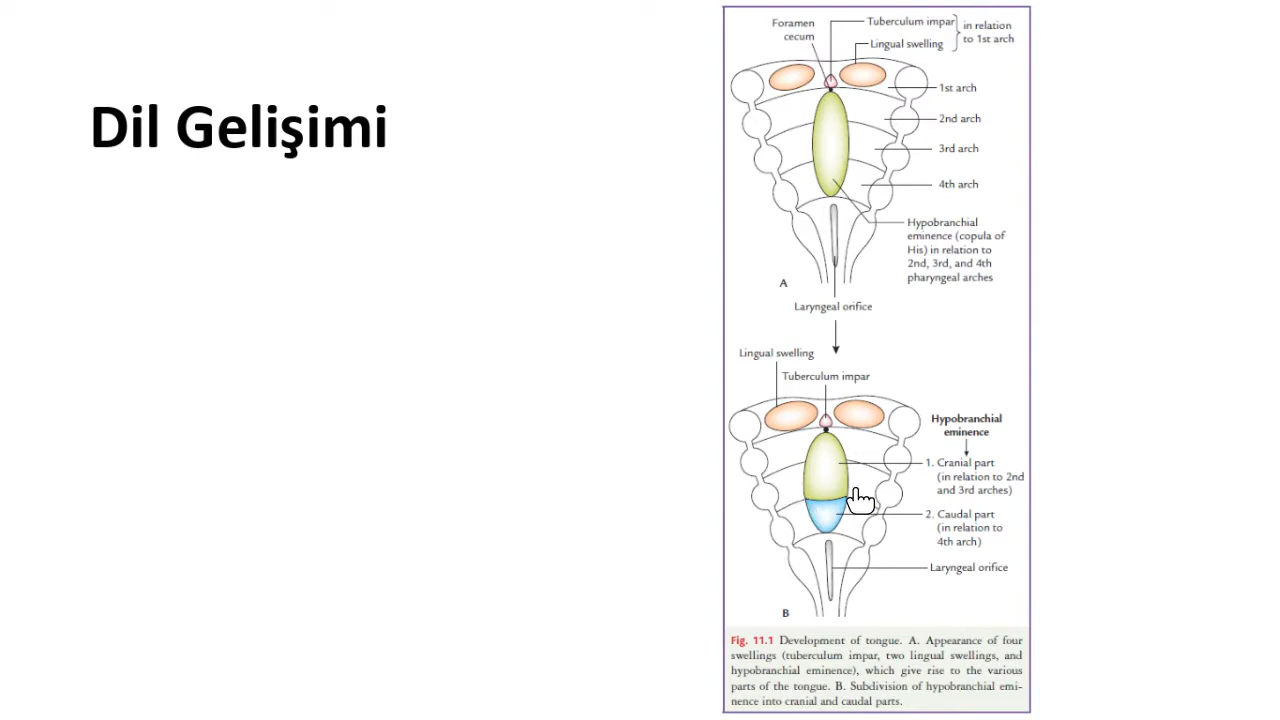 Dil Gelişimi
Foramen
cecum
Tuberculum impar
Lingual swelling
in relation
to 1st arch
1st arch
2nd arch
3rd arch
4th arch
Hypobranchial
eminence (copula of
His) in relation to
2nd, 3rd, and 4th
pharyngeal arches
A
Laryngeal orifice
Lingual swelling
Tuberculum impar
Hypobranchial
eminence
1. Cranial part
(in relation to 2nd
and 3rd arches)
2. Caudal part
(in relation to
4th arch)
Laryngeal orifice
B
Fig. 11.1 Development of tongue. A. Appearance of four
swellings (tuberculum impar, two lingual swellings, and
hypobranchial eminence), which give rise to the various
parts of the tongue. B. Subdivision of hypobranchial emi-
nence into cranial and caudal parts.